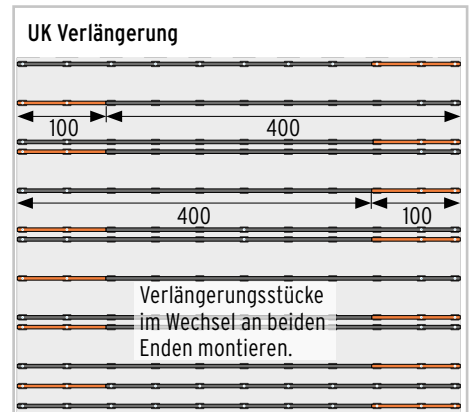 UK Verlängerung
100 400
400 100
Verlängerungsstücke
im Wechsel an beiden
Enden montieren.